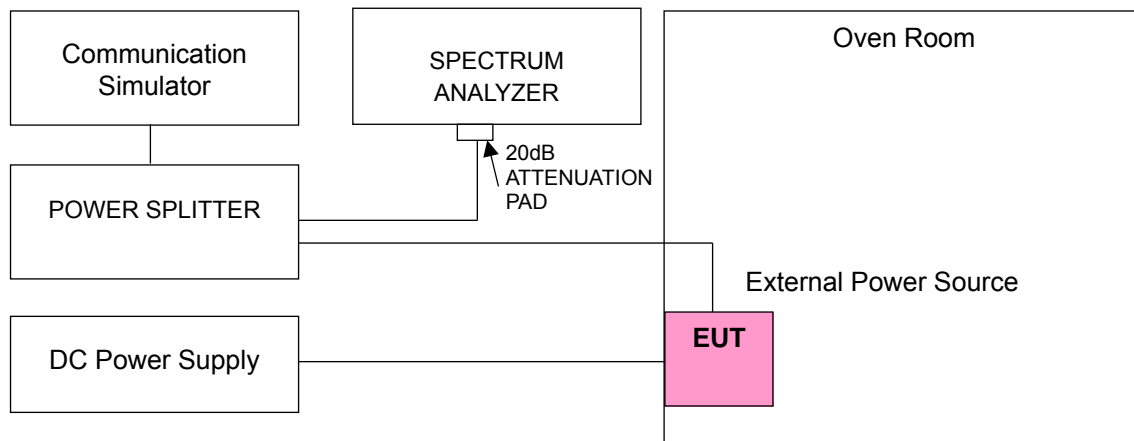 Communication
Simulator
SPECTRUM
ANALYZER
Oven Room
20dB
ATTENUATION
PAD
POWER SPLITTER
External Power Source
EUT
DC Power Supply